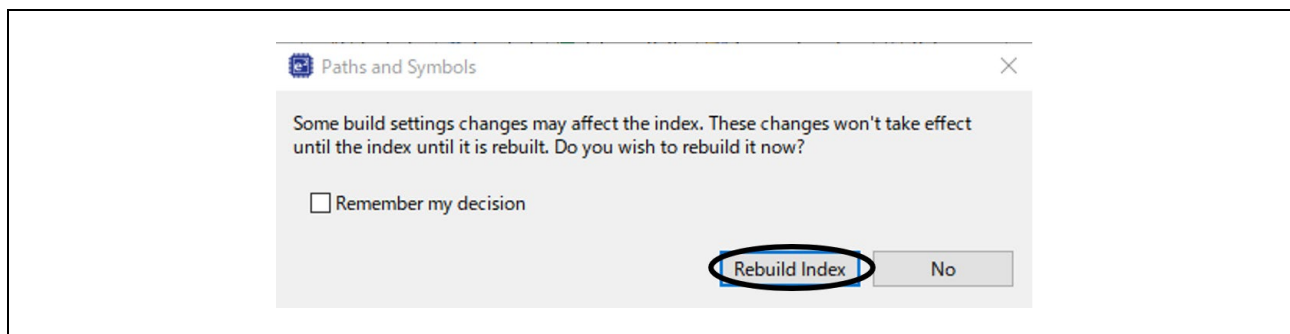 Paths and Symbols
Some build settings changes may affect the index. These changes won't take effect
until the index until it is rebuilt. Do you wish to rebuild it now?
Remember my decision
Rebuild Index No